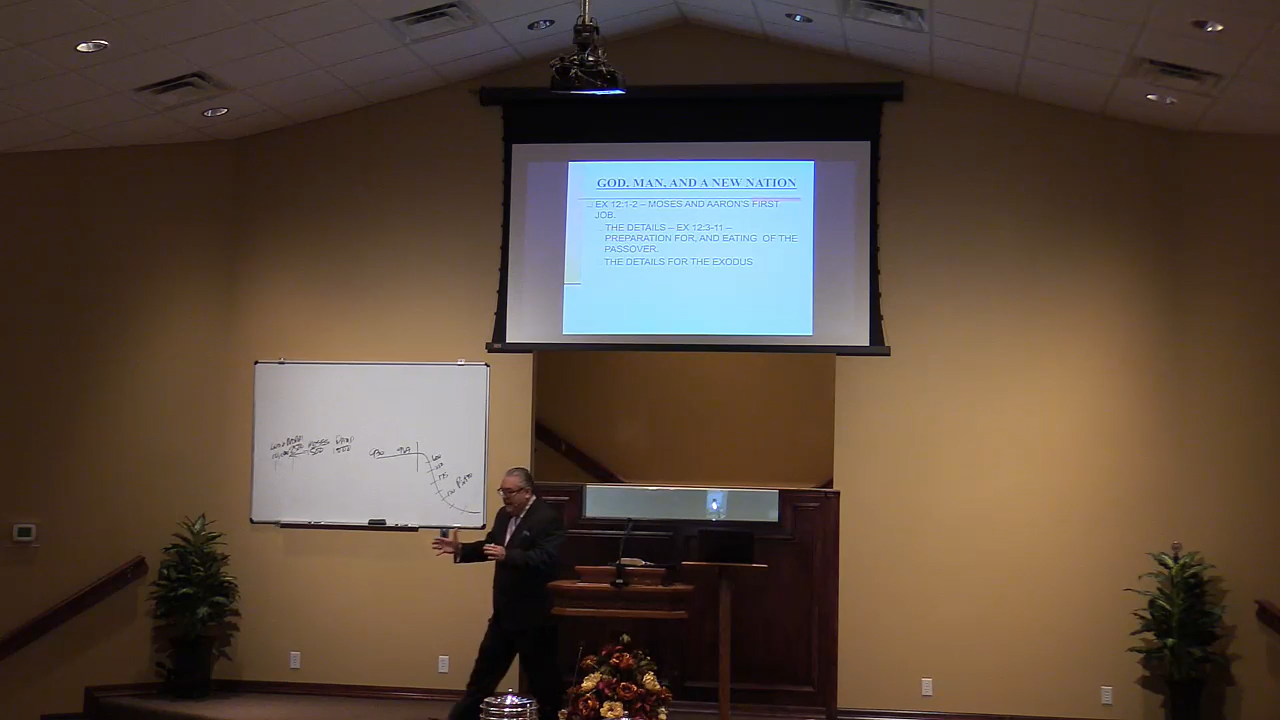 GOD, MAN, AND A NEW NATION
EX 12:1-2 – MOSES AND AARON'S FIRST
JOB.
THE DETAILS – EX 12:3-11 –
PREPARATION FOR, AND EATING OF THE
PASSOVER.
THE DETAILS FOR THE EXODUS
MOSES